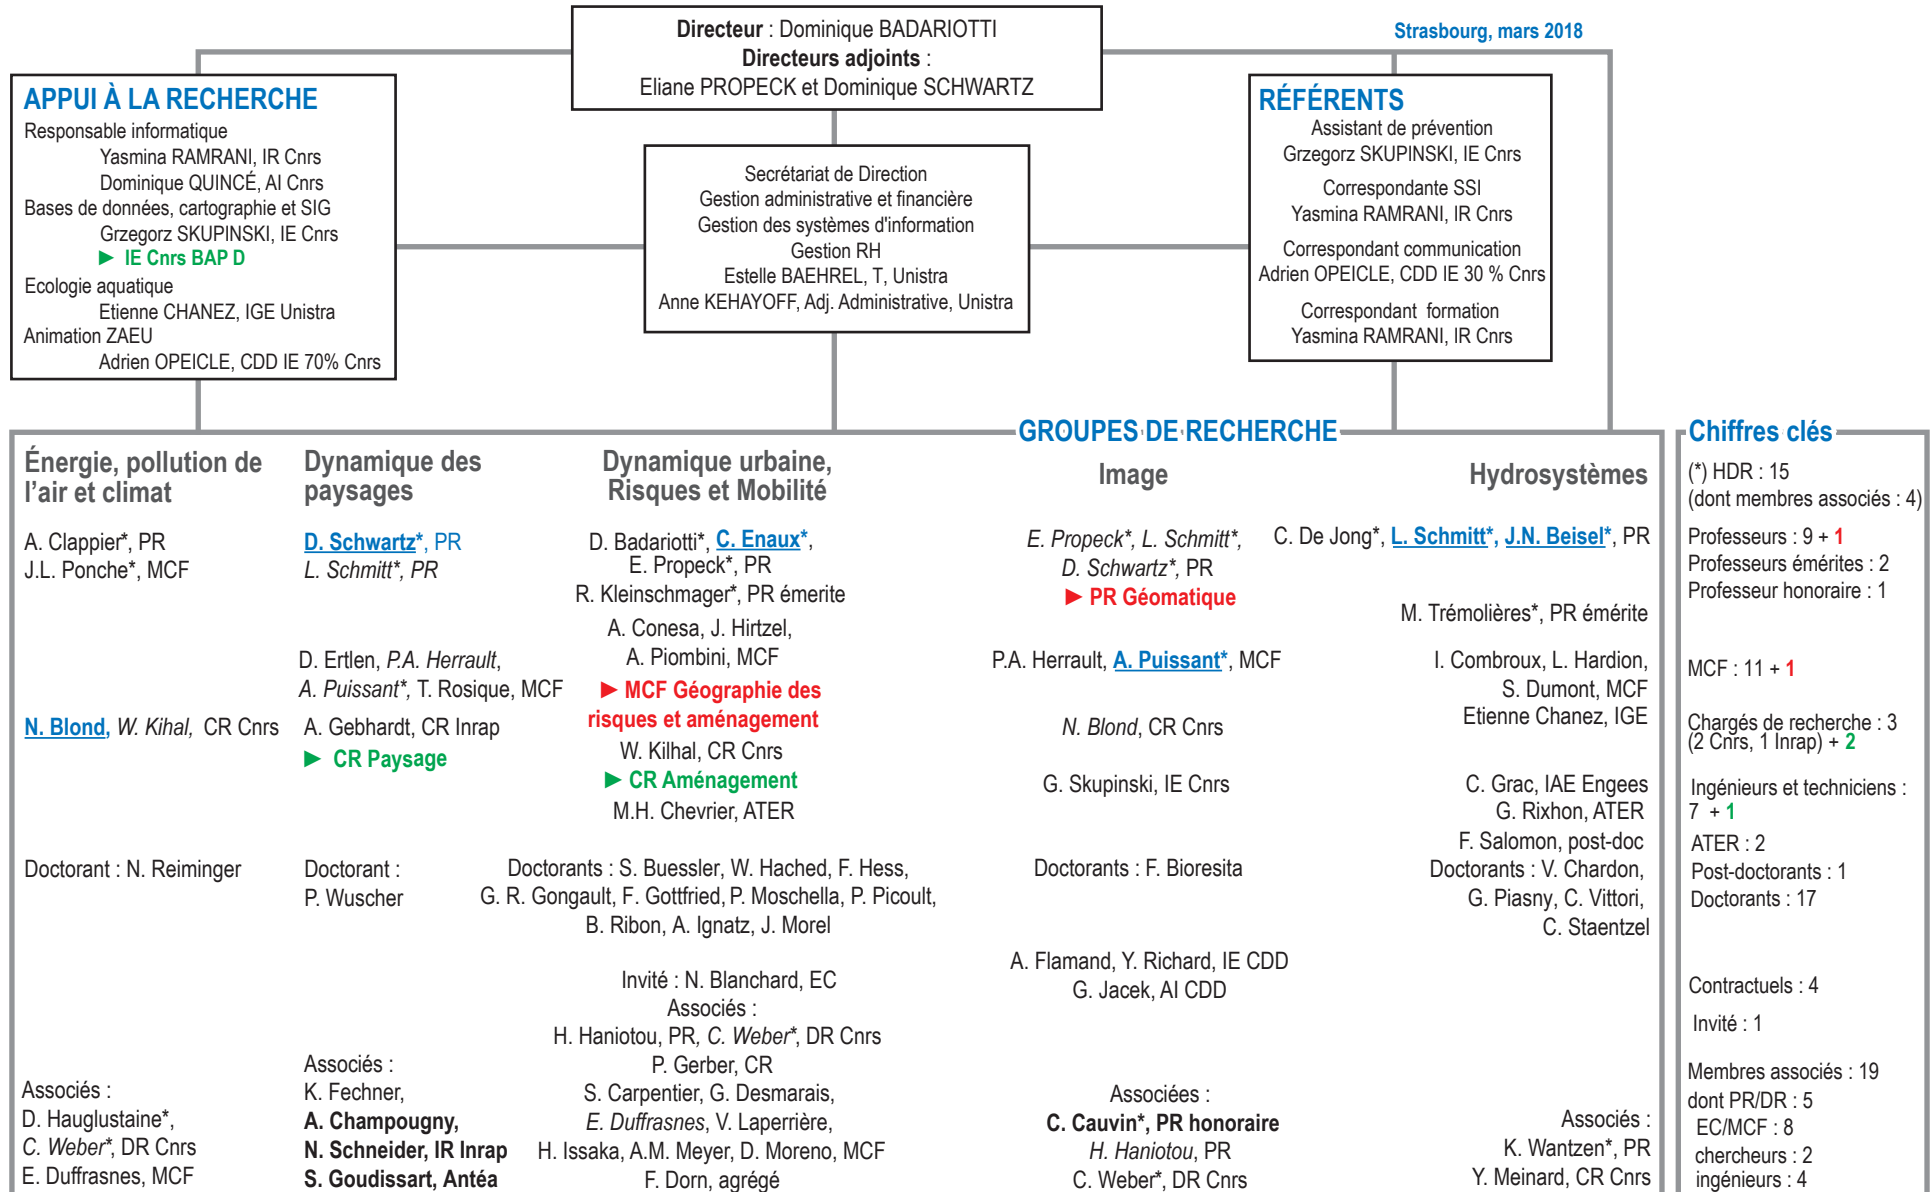 Directeur : Dominique BADARIOTTI
Directeurs adjoints :
Eliane PROPECK et Dominique SCHWARTZ
Strasbourg, mars 2018
APPUI À LA RECHERCHE
Responsable informatique
Yasmina RAMRANI, IR Cnrs
Dominique QUINCÉ, AI Cnrs
Bases de données, cartographie et SIG
Grzegorz SKUPINSKI, IE Cnrs
► IE Cnrs BAP D
Ecologie aquatique
Etienne CHANEZ, IGE Unistra
Animation ZAEU
Adrien OPEICLE, CDD IE 70% Cnrs
Secrétariat de Direction
Gestion administrative et financière
Gestion des systèmes d'information
Gestion RH
Estelle BAEHREL, T, Unistra
Anne KEHAYOFF, Adj. Administrative, Unistra
RÉFÉRENTS
Assistant de prévention
Grzegorz SKUPINSKI, IE Cnrs
Correspondante SSI
Yasmina RAMRANI, IR Cnrs
Correspondant communication
Adrien OPEICLE, CDD IE 30 % Cnrs
Correspondant formation
Yasmina RAMRANI, IR Cnrs
GROUPES DE RECHERCHE
Énergie, pollution de
l'air et climat
A. Clappier*, PR
J.L. Ponche*, MCF
N. Blond, W. Kihal, CR Cnrs
Doctorant : N. Reiminger
Associés :
D. Hauglustaine*,
C. Weber*, DR Cnrs
E. Duffrasnes, MCF
Dynamique des
paysages
D. Schwartz*, PR
L. Schmitt*, PR
D. Ertlen, P.A. Herrault,
A. Puissant*, T. Rosique, MCF
A. Gebhardt, CR Inrap
► CR Paysage
Doctorant :
P. Wuscher
Associés :
K. Fechner,
A. Champougny,
N. Schneider, IR Inrap
S. Goudissart, Antéa
Dynamique urbaine,
Risques et Mobilité
D. Badariotti*, C. Enaux*,
E. Propeck*, PR
R. Kleinschmager*, PR émerite
A. Conesa, J. Hirtzel,
A. Piombini, MCF
► MCF Géographie des
risques et aménagement
W. Kilhal, CR Cnrs
► CR Aménagement
M.H. Chevrier, ATER
Doctorants : S. Buessler, W. Hached, F. Hess,
G. R. Gongault, F. Gottfried, P. Moschella, P. Picoult,
B. Ribon, A. Ignatz, J. Morel
Invité : N. Blanchard, EC
Associés :
H. Haniotou, PR, C. Weber*, DR Cnrs
P. Gerber, CR
S. Carpentier, G. Desmarais,
E. Duffrasnes, V. Laperrière,
H. Issaka, A.M. Meyer, D. Moreno, MCF
F. Dorn, agrégé
Image
E. Propeck*, L. Schmitt*,
D. Schwartz*, PR
► PR Géomatique
P.A. Herrault, A. Puissant*, MCF
N. Blond, CR Cnrs
G. Skupinski, IE Cnrs
Doctorants : F. Bioresita
A. Flamand, Y. Richard, IE CDD
G. Jacek, AI CDD
Associées :
C. Cauvin*, PR honoraire
H. Haniotou, PR
C. Weber*, DR Cnrs
Hydrosystèmes
C. De Jong*, L. Schmitt*, J.N. Beisel*, PR
M. Trémolières*, PR émérite
I. Combroux, L. Hardion,
S. Dumont, MCF
Etienne Chanez, IGE
C. Grac, IAE Engees
G. Rixhon, ATER
F. Salomon, post-doc
Doctorants : V. Chardon,
G. Piasny, C. Vittori,
C. Staentzel
Associés :
K. Wantzen*, PR
Y. Meinard, CR Cnrs
Chiffres clés
(*) HDR : 15
(dont membres associés : 4)
Professeurs : 9 + 1
Professeurs émérites : 2
Professeur honoraire : 1
MCF : 11 + 1
Chargés de recherche : 3
(2 Cnrs, 1 Inrap) + 2
Ingénieurs et techniciens :
7 + 1
ATER : 2
Post-doctorants : 1
Doctorants : 17
Contractuels : 4
Invité : 1
Membres associés : 19
dont PR/DR : 5
EC/MCF : 8
chercheurs : 2
ingénieurs : 4